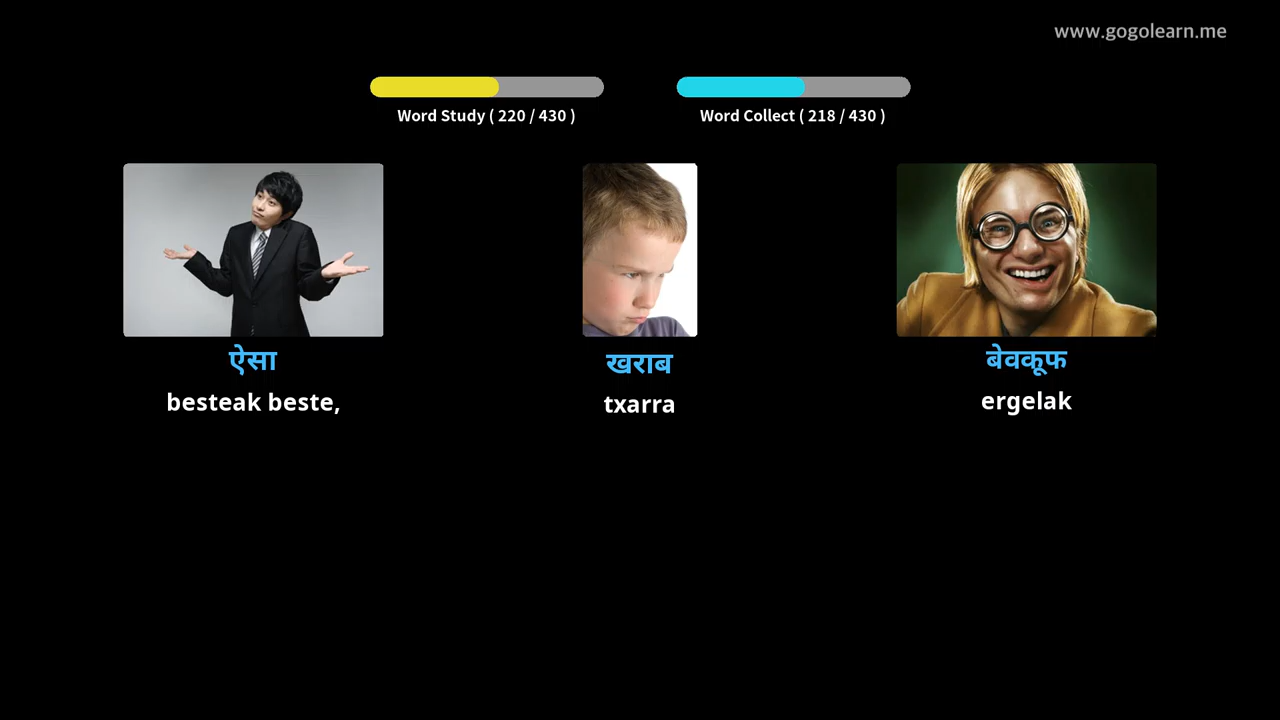 www.gogolearn.me
Word Study ( 220 / 430 )
Word Collect ( 218 / 430 )
ऐसा
besteak beste,
खराब
txarra
बेवकूफ
ergelak